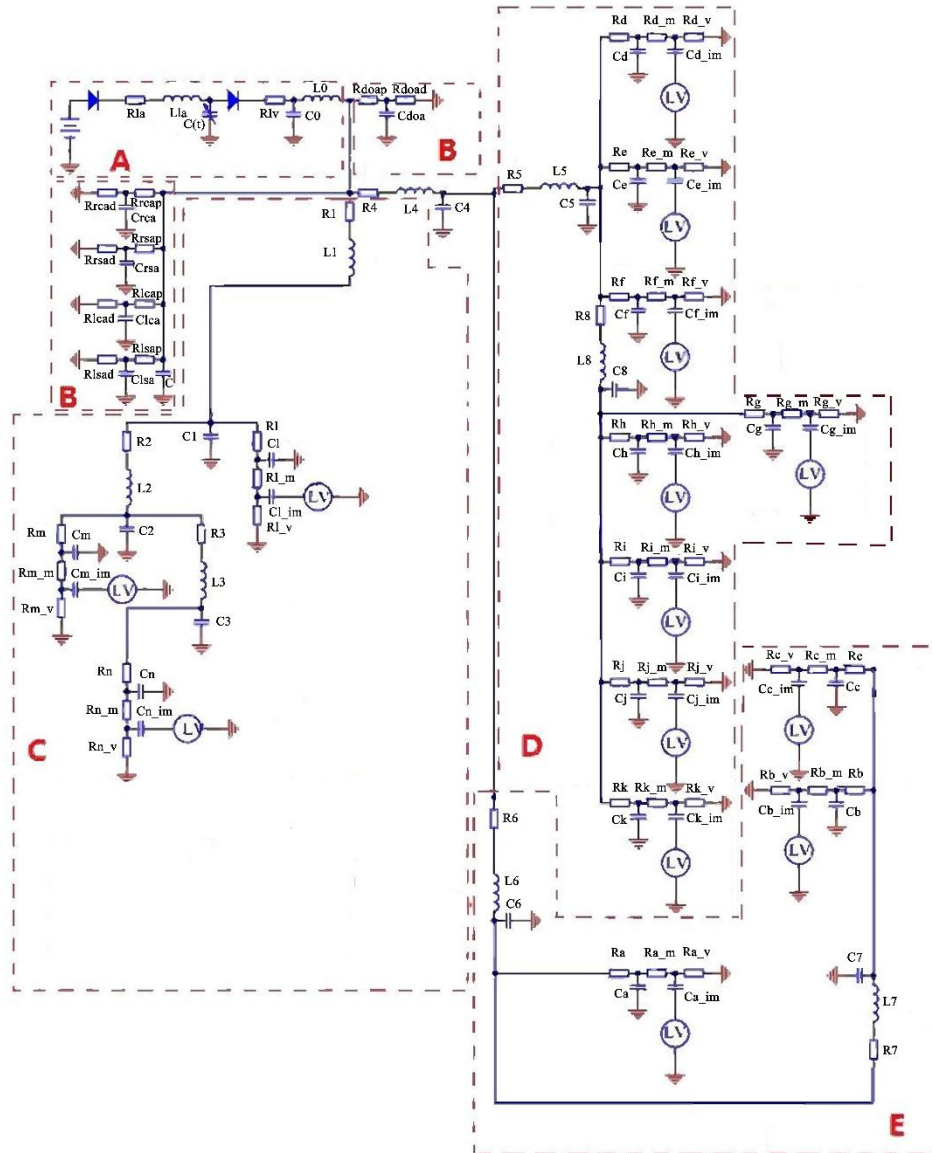 Rd Rd_m Rd_v
Cd Cd_im
LV
L0
Rdoap Rdoad
Rla Lla C(t) Rlv C0
Cdoa
A
B
Re Re_m Re_v
Ce Ce_im
LV
R5 L5
C5
Rrcad Rrcap
Crca
R4 L4 C4
R1
L1
Rrsad Rrsap
Crsa
Rlcad Rlcap
Clca
Rlsad Rlsap
Clsa C
B
Rf Rf_m Rf_v
Cf Cf_im
R8
LV
L8
C8
Rg Rg_m Rg_v
Cg Cg_im
LV
R2 C1 Rl
Cl
Rl_m
L2
Cl_im LV
Rl_v
Rh Rh_m Rh_v
Ch Ch_im
LV
Rm Cm C2 R3
Rm_m Cm_im LV L3
Rm_v
C3
Ri Ri_m Ri_v
Ci Ci_im
LV
Rn Cn
Rn_m Cn_im
LV
Rn_v
C
Rj Rj_m Rj_v
Cj Cj_im
LV
D
Rc_v Rc_m Rc
Cc_im Cc
LV
Rb_v Rb_m Rb
Cb_im Cb
LV
Rk Rk_m Rk_v
Ck Ck_im
LV
R6
L6
C6
Ra Ra_m Ra_v
Ca Ca_im
LV
C7
L7
R7
E